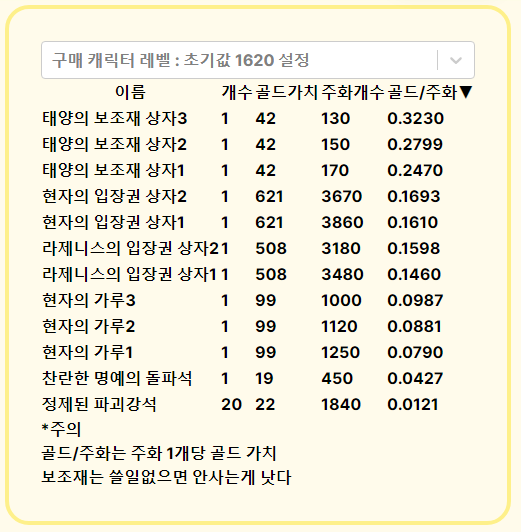 구매 캐릭터 레벨 : 초기값 1620 설정
이름 개수 골드가치 주화개수 골드/주화▼
태양의 보조재 상자3 1 42 130 0.3230
태양의 보조재 상자2 1 42 150 0.2799
태양의 보조재 상자1 1 42 170 0.2470
현자의 입장권 상자2 1 621 3670 0.1693
현자의 입장권 상자1 1 621 3860 0.1610
라제니스의 입장권 상자2 1 508 3180 0.1598
라제니스의 입장권 상자1 1 508 3480 0.1460
현자의 가루3 1 99 1000 0.0987
현자의 가루2 1 99 1120 0.0881
현자의 가루1 1 99 1250 0.0790
찬란한 명예의 돌파석 1 19 450 0.0427
정제된 파괴강석 20 22 1840 0.0121
*주의
골드/주화는 주화 1개당 골드 가치
보조재는 쓸일없으면 안사는게 낫다